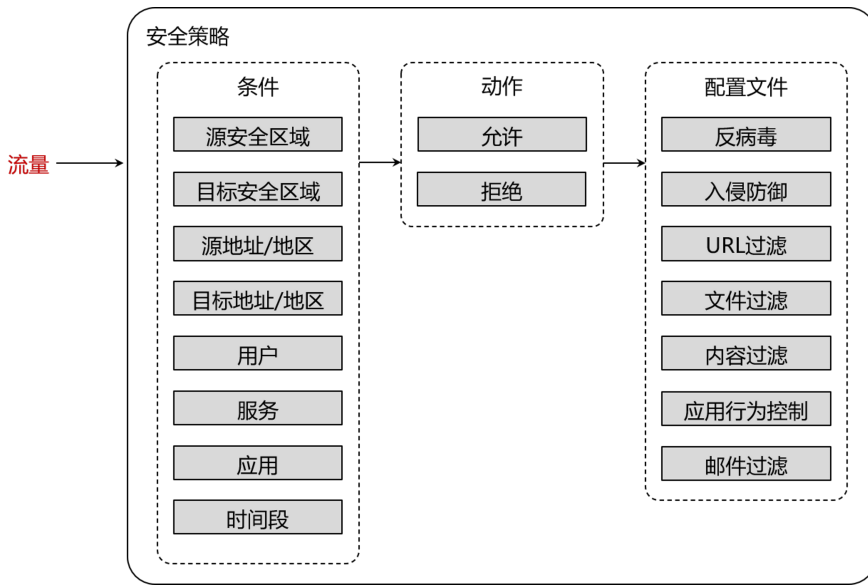 安全策略
流量
条件
源安全区域
目标安全区域
源地址/地区
目标地址/地区
用户
服务
应用
时间段
动作
允许
拒绝
配置文件
反病毒
入侵防御
URL过滤
文件过滤
内容过滤
应用行为控制
邮件过滤